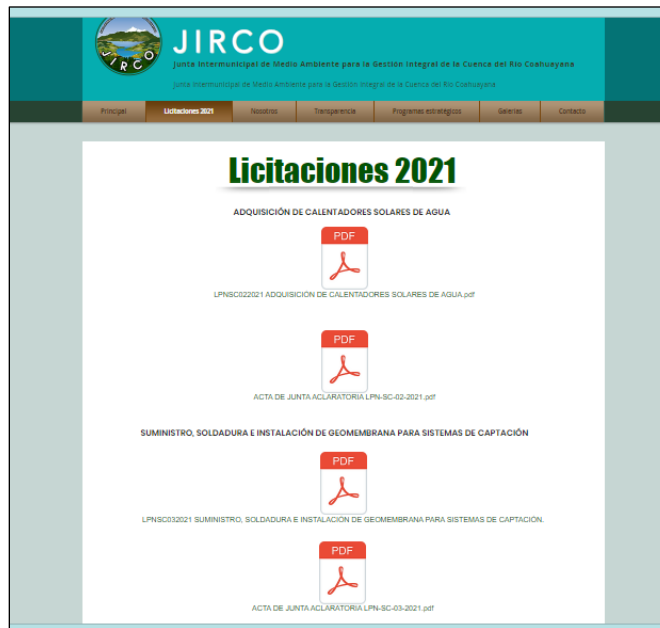 JIRCO
JIRCO
Junta Intermunicipal de Medio Ambiente para la Gestión Integral de la Cuenca del Río Coahuayana
Junta Intermunicipal de Medio Ambiente para la Gestión Integral de la Cuenca del Río Coahuayana
Principal Licitaciones 2021 Nosotros Transparencia Programas estratégicos Galerías Contacto
Licitaciones 2021
ADQUISICIÓN DE CALENTADORES SOLARES DE AGUA
PDF
LPNSC022021 ADQUISICIÓN DE CALENTADORES SOLARES DE AGUA.pdf
PDF
ACTA DE JUNTA ACLARATORIA LPN-SC-02-2021.pdf
SUMINISTRO, SOLDADURA E INSTALACIÓN DE GEOMEMBRANA PARA SISTEMAS DE CAPTACIÓN
PDF
LPNSC032021 SUMINISTRO, SOLDADURA E INSTALACIÓN DE GEOMEMBRANA PARA SISTEMAS DE CAPTACIÓN.
PDF
ACTA DE JUNTA ACLARATORIA LPN-SC-03-2021.pdf